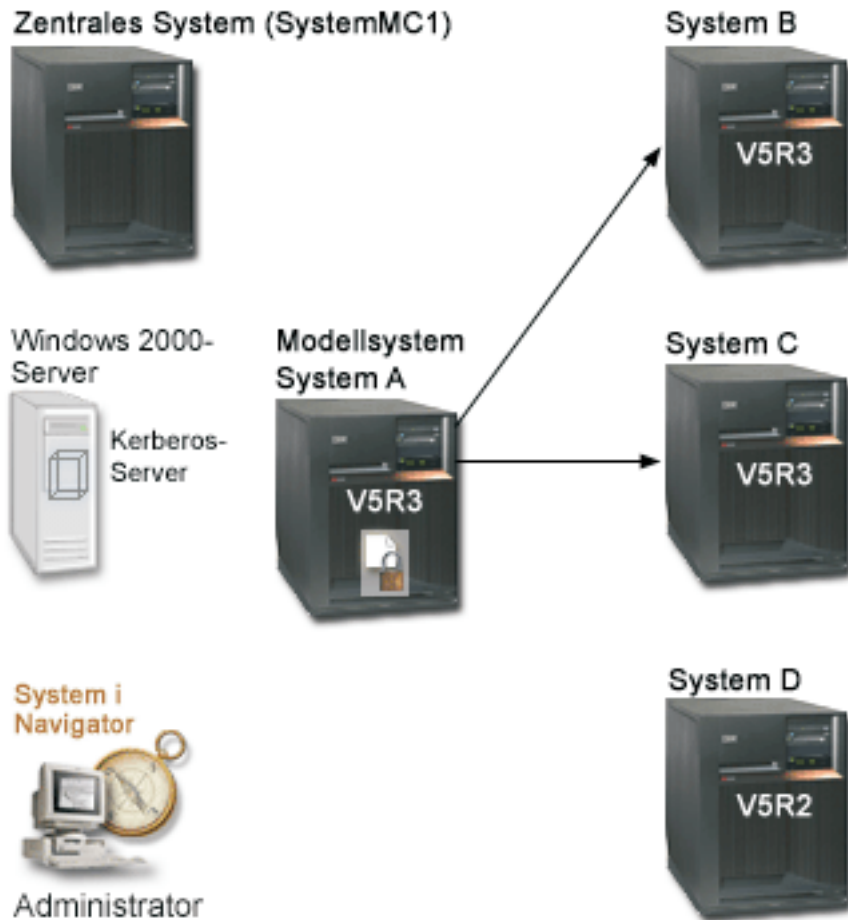 Zentrales System (SystemMC1)
System B
V5R3
Windows 2000-
Server
Kerberos-
Server
Modellsystem
System A
V5R3
System C
V5R3
System i
Navigator
Administrator
System D
V5R2